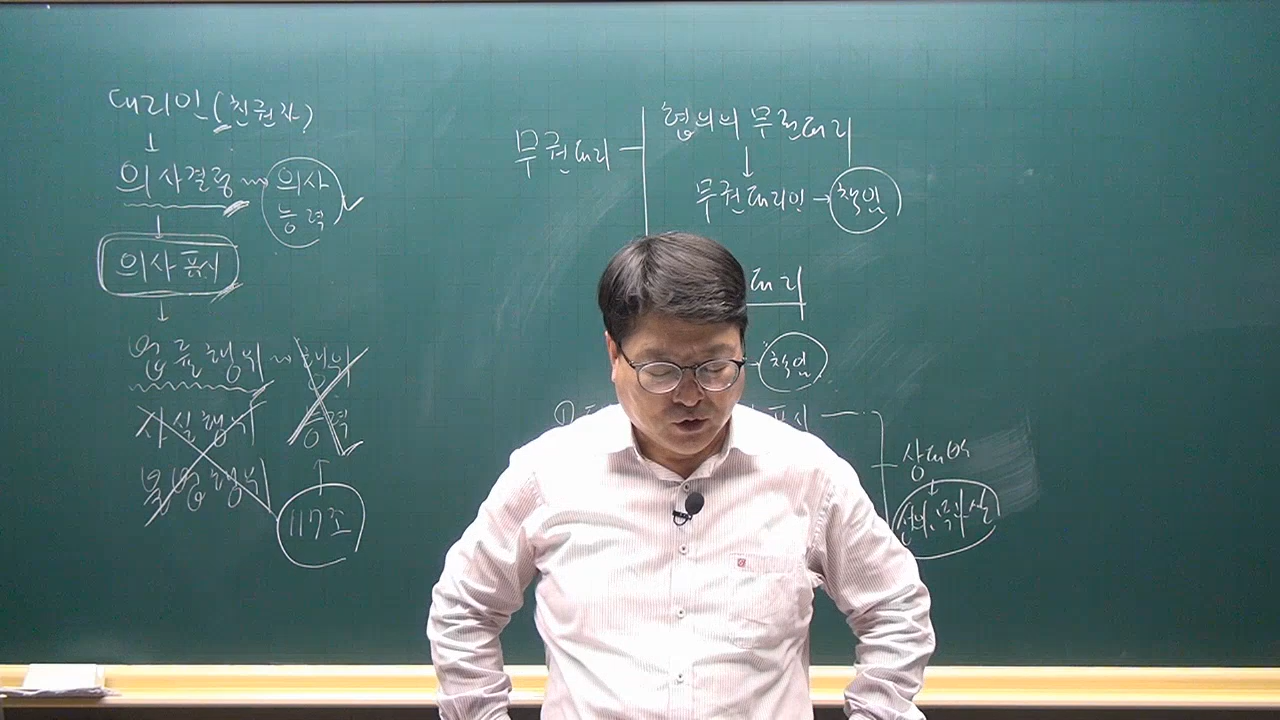 대리인(친권자)
↓
의사결정 ~ 의사
능력
↓
의사표시
↓
법률행위 ~ 행위
사실행위 능력
불법행위
117조
무권대리
협의의 무권대리
↓
무권대리인 → 책임
대리
책임
①
표시
상대방
↓
선의, 무과실